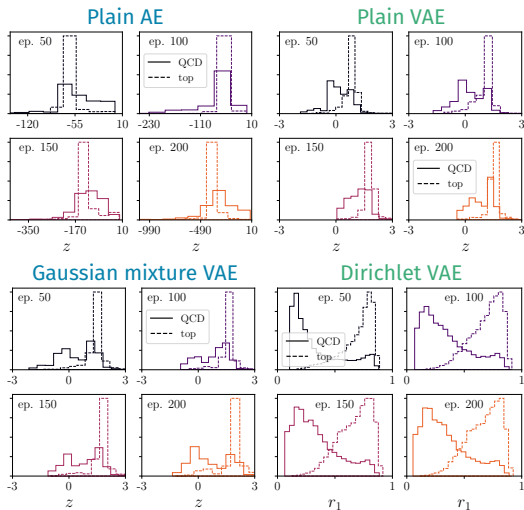 Plain AE
Plain VAE
ep. 50
ep. 100
QCD
top
-120
-55
10
-230
-110
10
ep. 150
ep. 200
-350
-170
10
-990
-490
10
z
z
ep. 50
QCD
top
ep. 100
-3
0
3
-3
0
3
ep. 150
ep. 200
QCD
top
-3
0
3
-3
0
3
z
z
Gaussian mixture VAE
Dirichlet VAE
ep. 50
QCD
top
ep. 100
-3
0
3
-3
0
3
ep. 150
ep. 200
-3
0
3
-3
0
3
z
z
ep. 50
QCD
top
ep. 100
0
1
0
1
ep. 150
ep. 200
0
1
0
1
r1
r1